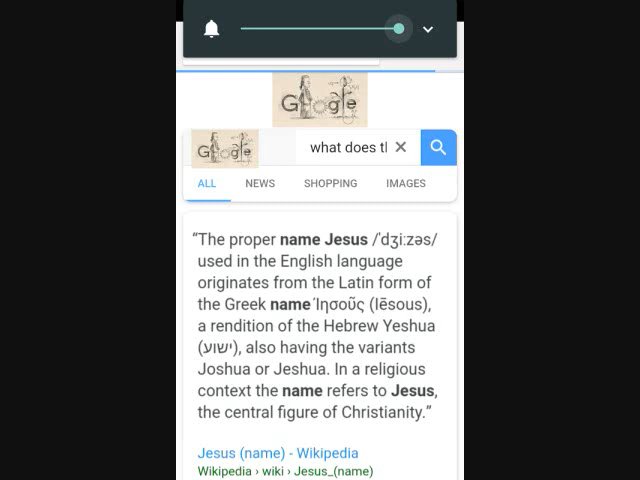 Google
Google
what does tl
ALL NEWS SHOPPING IMAGES
“The proper name Jesus /ˈdʒiːzəs/
used in the English language
originates from the Latin form of
the Greek name Ἰησοῦς (Iēsous),
a rendition of the Hebrew Yeshua
(ישוע), also having the variants
Joshua or Jeshua. In a religious
context the name refers to Jesus,
the central figure of Christianity.”
Jesus (name) - Wikipedia
Wikipedia › wiki › Jesus_(name)